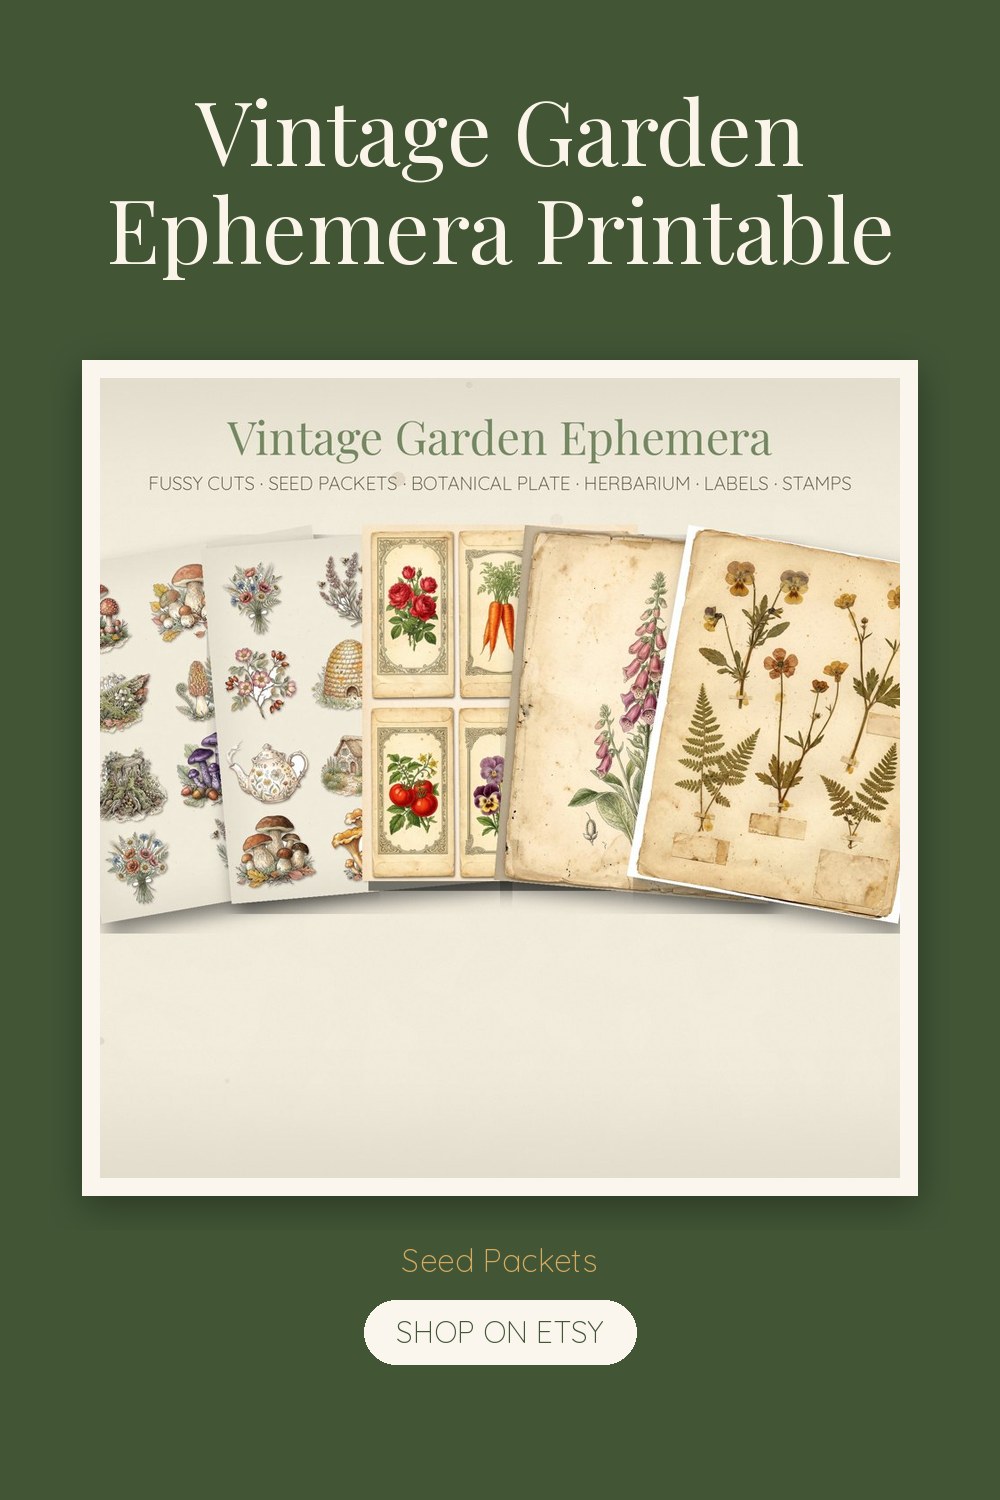 Vintage Garden
Ephemera Printable
Vintage Garden Ephemera
FUSSY CUTS · SEED PACKETS · BOTANICAL PLATE · HERBARIUM · LABELS · STAMPS
Seed Packets
SHOP ON ETSY